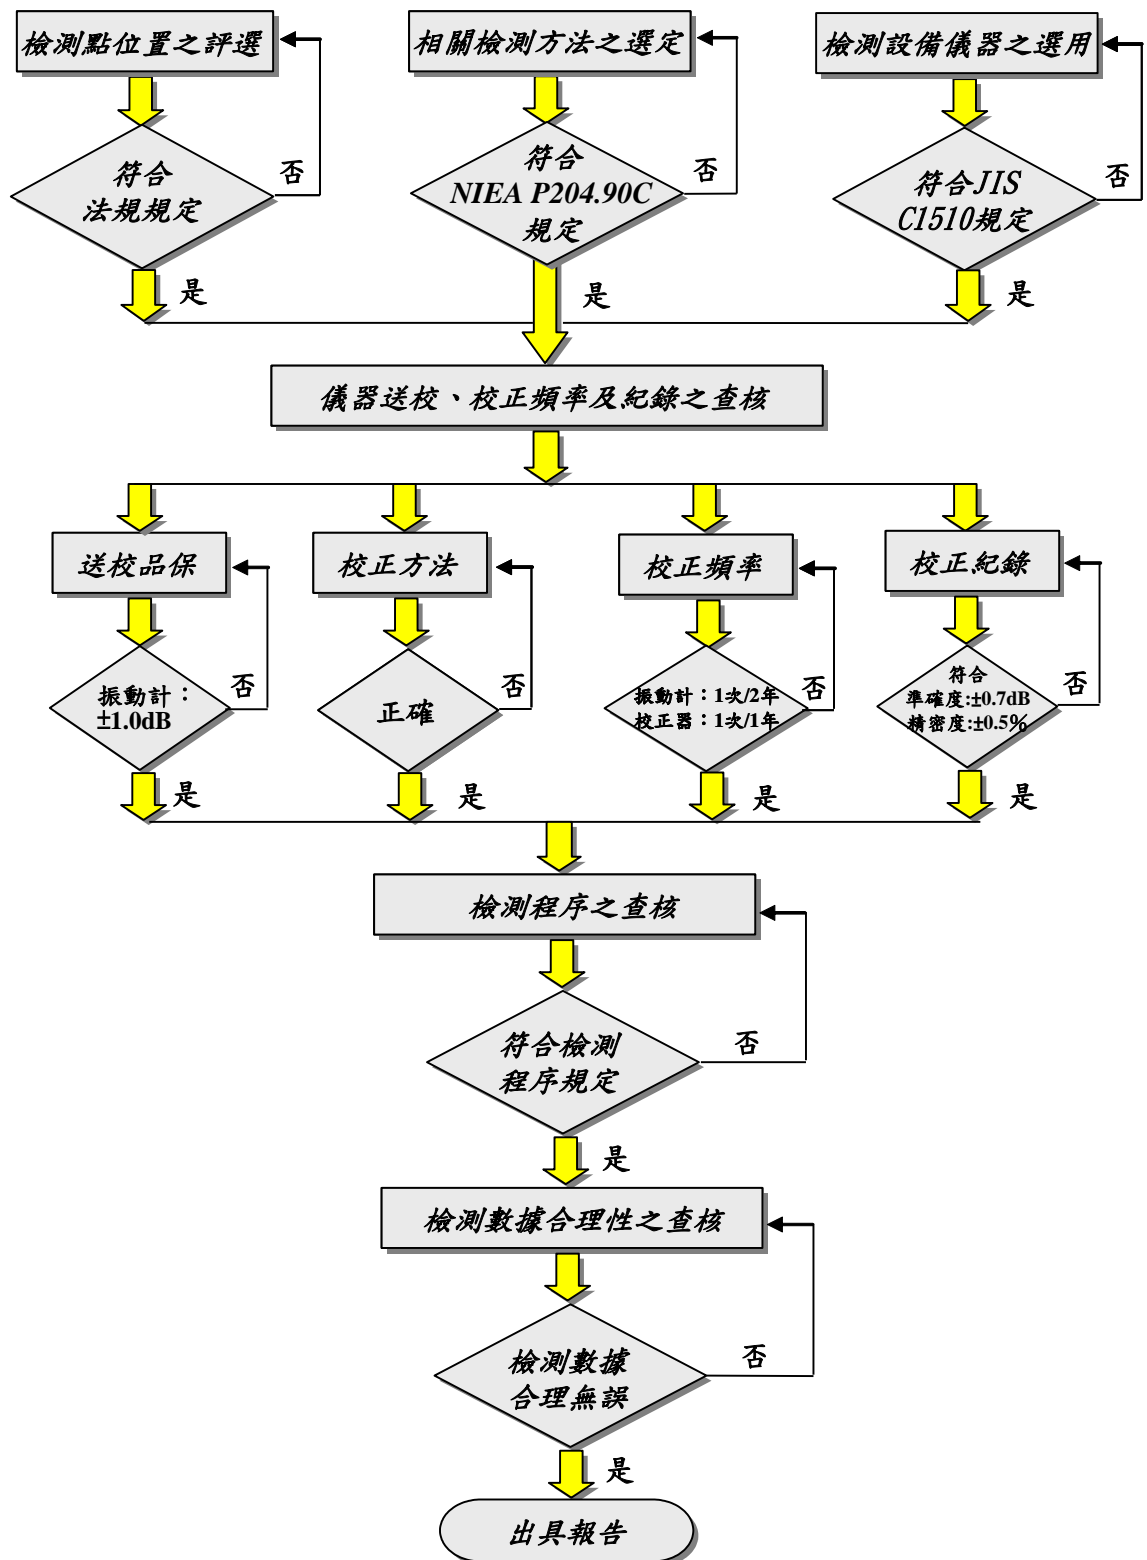 檢測點位置之評選
相關檢測方法之選定
檢測設備儀器之選用
符合
法規規定
否
符合
NIEA P204.90C
規定
否
符合JIS
C1510規定
否
是
是
是
儀器送校、校正頻率及紀錄之查核
送校品保
校正方法
校正頻率
校正紀錄
振動計：
±1.0dB
否
正確
否
振動計：1次/2年
校正器：1次/1年
否
符合
準確度:±0.7dB
精密度:±0.5%
否
是
是
是
是
檢測程序之查核
符合檢測
程序規定
否
是
檢測數據合理性之查核
檢測數據
合理無誤
否
是
出具報告